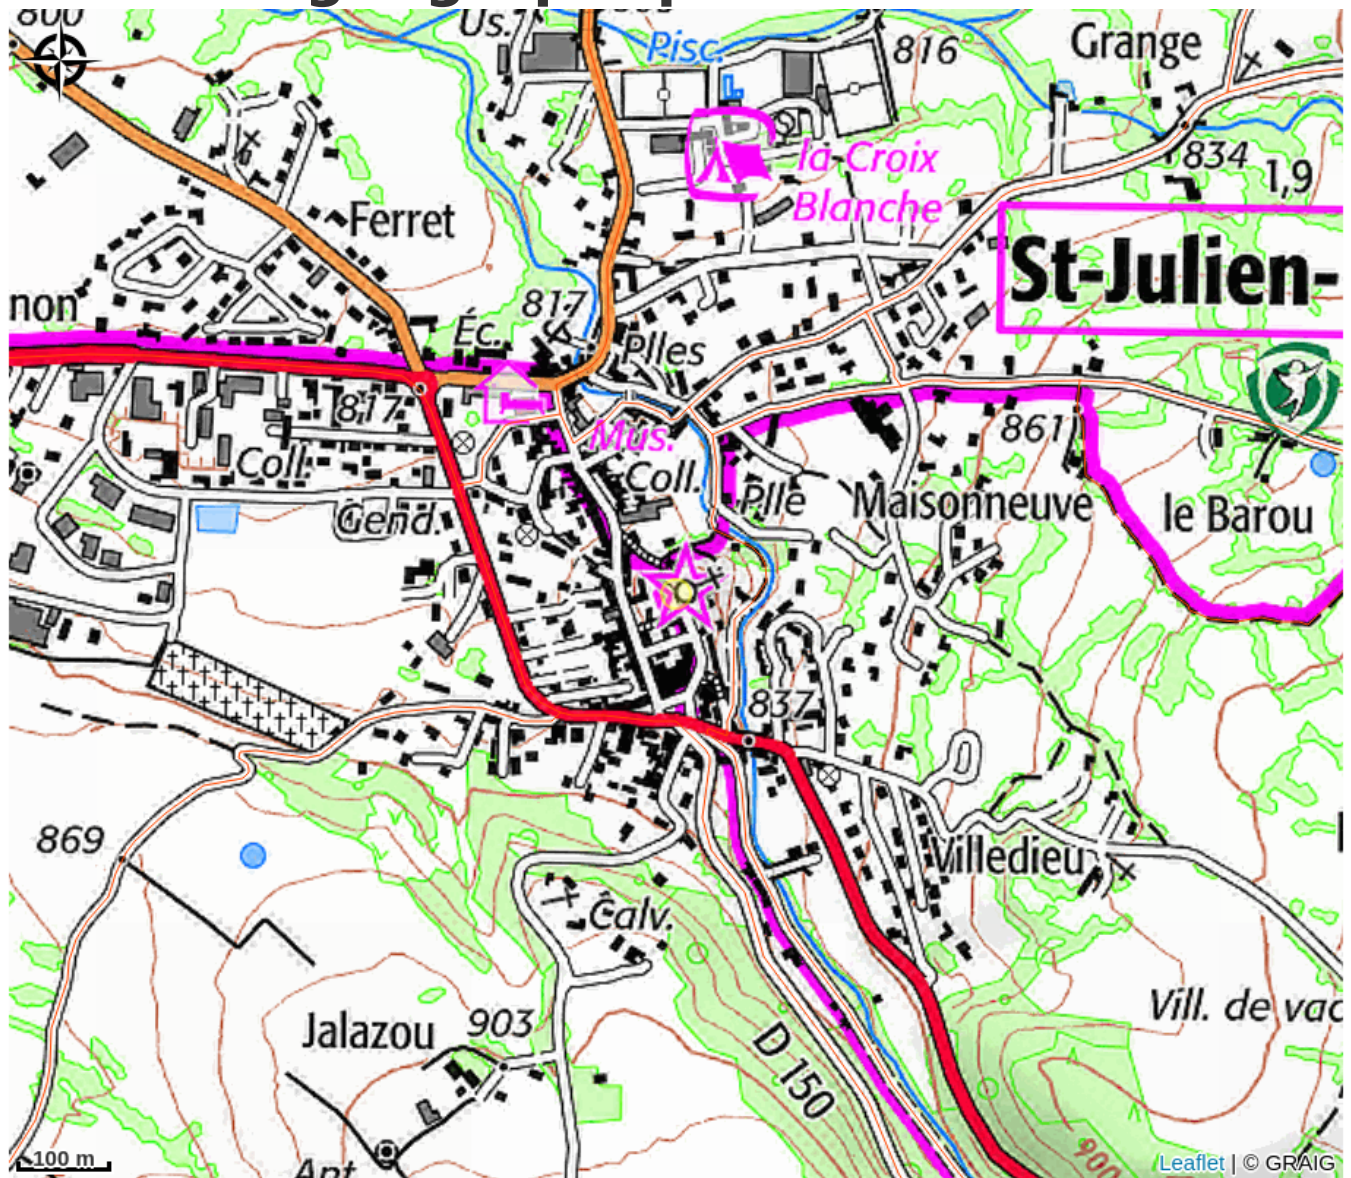 800
Us.
Pisc.
816
Grange
la Croix
Blanche
834
1,9
Ferret
St-Julien-
non
817
Éc.
Plles
817
861
Mus.
Coll.
Coll.
Gend.
Plle
Maisonneuve
le Barou
837
869
Villedieu
Calv.
Jalazou
903
Vill. de vac
D 150
900
100 m
Leaflet | © GRAIG